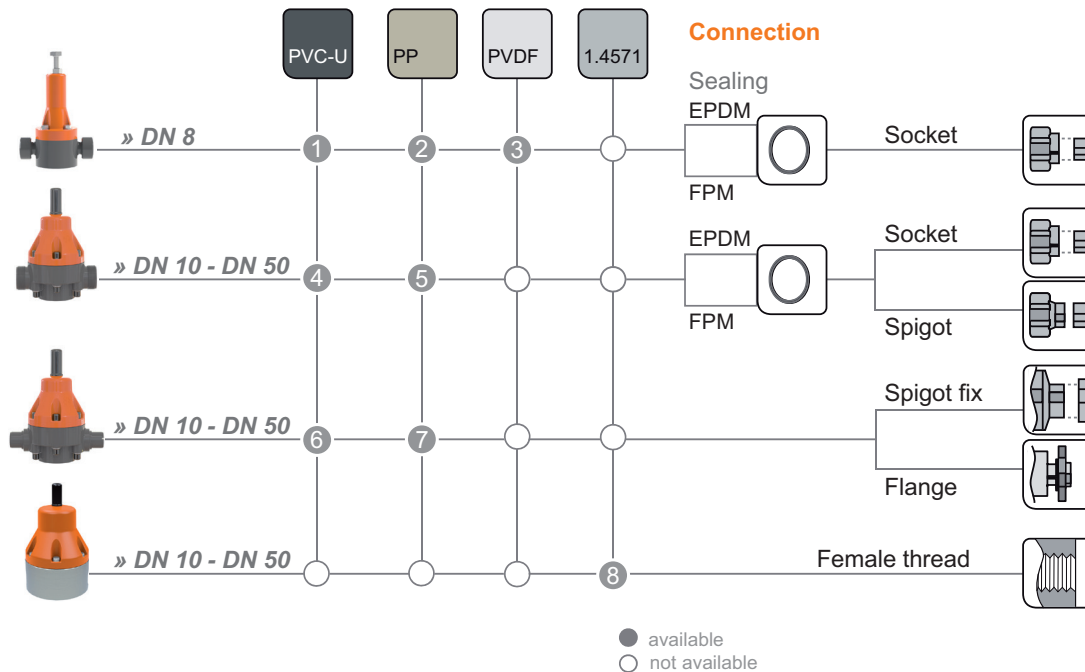 PVC-U PP PVDF 1.4571
Connection
Sealing
» DN 8
1 2 3
EPDM
FPM
Socket
» DN 10 - DN 50
4 5
EPDM
FPM
Socket
Spigot
» DN 10 - DN 50
6 7
Spigot fix
Flange
» DN 10 - DN 50
8
Female thread
available
not available